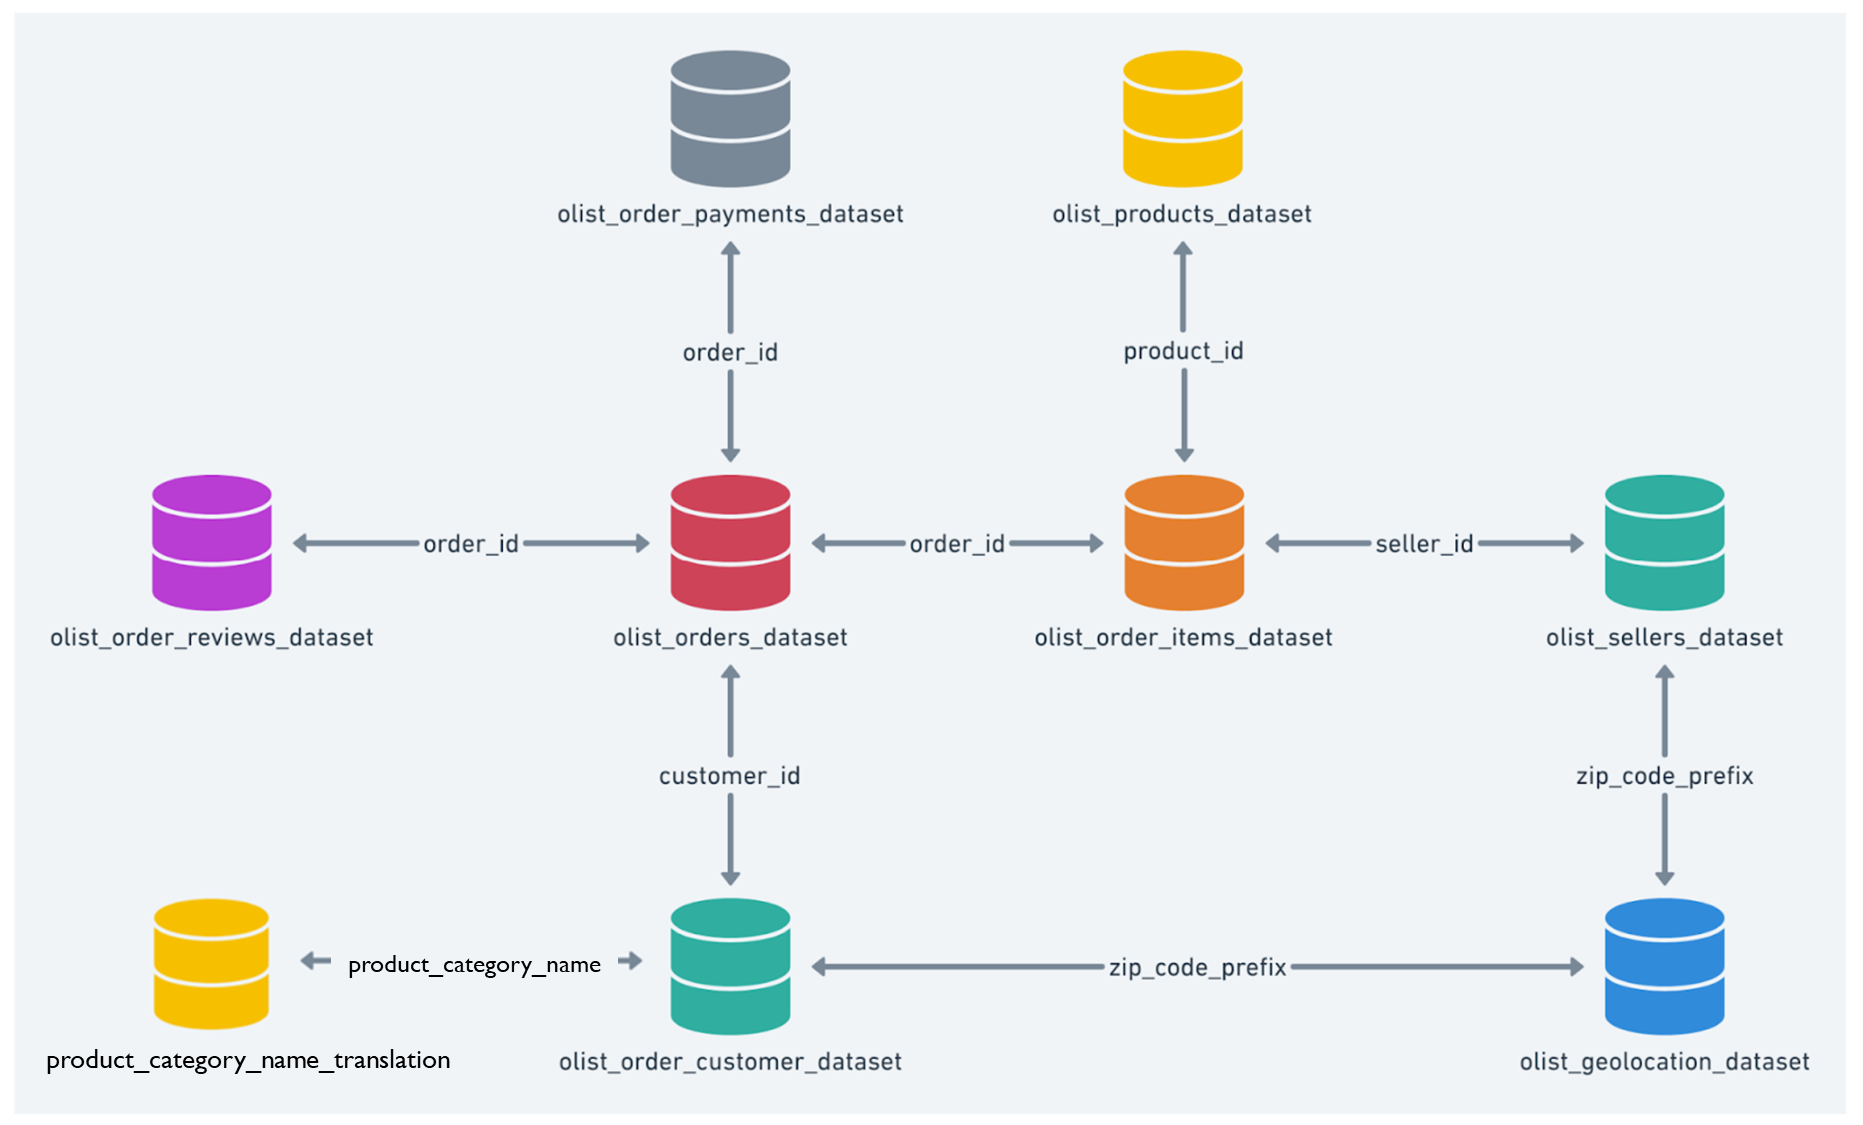 olist_order_payments_dataset
olist_products_dataset
order_id
product_id
order_id
order_id
seller_id
olist_order_reviews_dataset
olist_orders_dataset
olist_order_items_dataset
olist_sellers_dataset
customer_id
zip_code_prefix
product_category_name
zip_code_prefix
product_category_name_translation
olist_order_customer_dataset
olist_geolocation_dataset